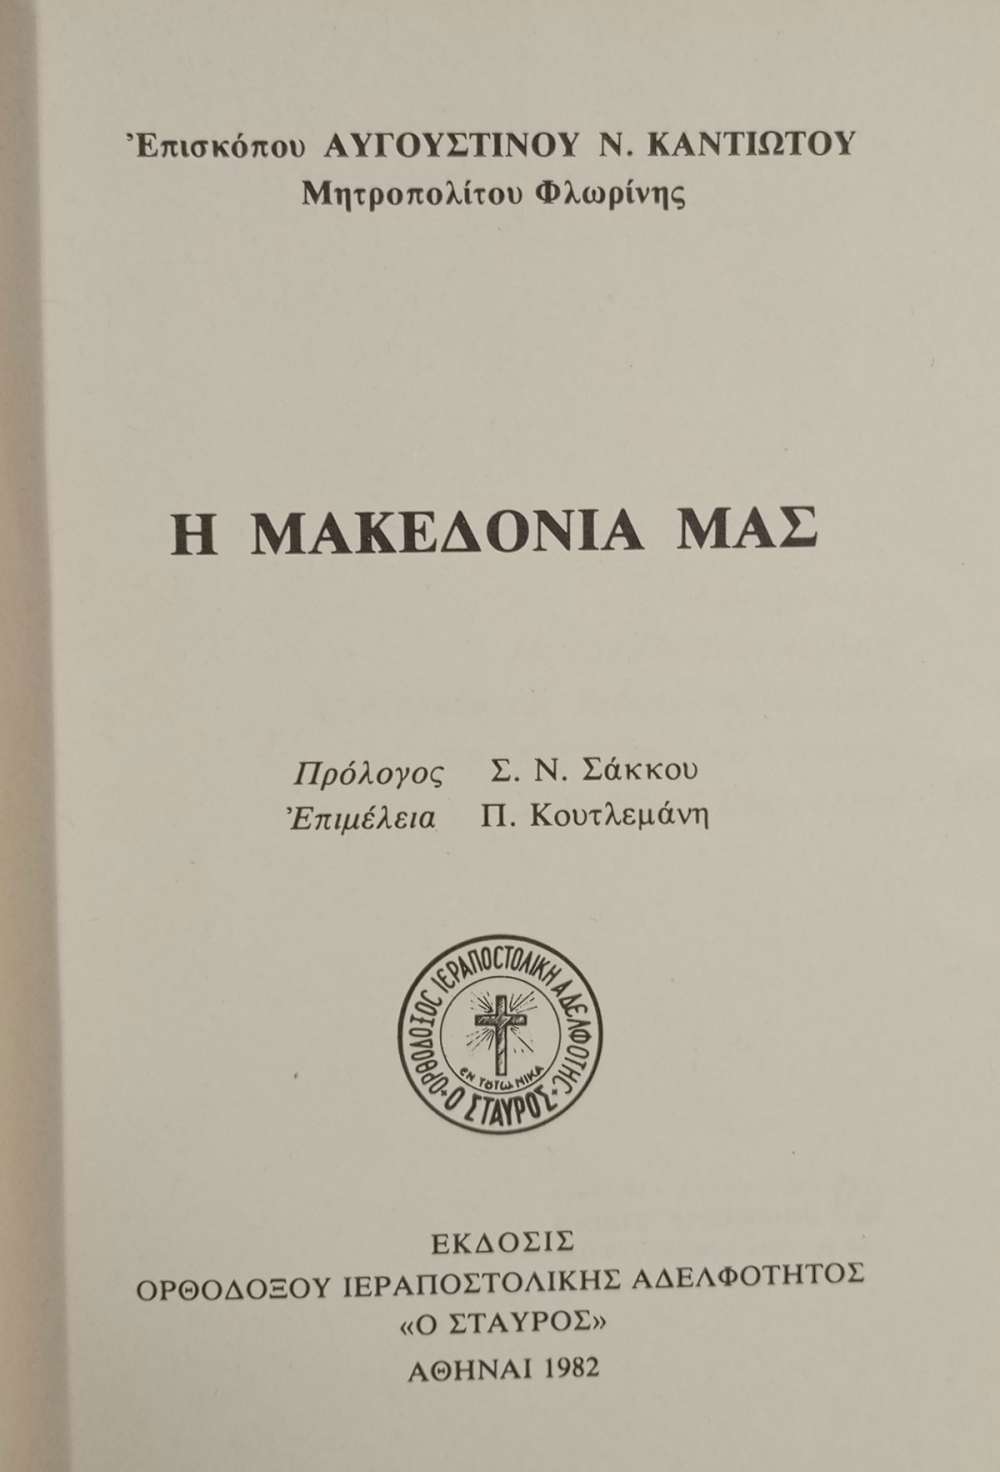 Ἐπισκόπου ΑΥΓΟΥΣΤΙΝΟΥ Ν. ΚΑΝΤΙΩΤΟΥ
Μητροπολίτου Φλωρίνης
Η ΜΑΚΕΔΟΝΙΑ ΜΑΣ
Πρόλογος Σ. Ν. Σάκκου
Ἐπιμέλεια Π. Κουτλεμάνη
ΟΡΘΟΔΟΞΟΣ ΙΕΡΑΠΟΣΤΟΛΙΚΗ ΑΔΕΛΦΟΤΗΣ
ΕΝ ΤΟΥΤΩ ΝΙΚΑ
Ο ΣΤΑΥΡΟΣ
ΕΚΔΟΣΙΣ
ΟΡΘΟΔΟΞΟΥ ΙΕΡΑΠΟΣΤΟΛΙΚΗΣ ΑΔΕΛΦΟΤΗΤΟΣ
«Ο ΣΤΑΥΡΟΣ»
ΑΘΗΝΑΙ 1982